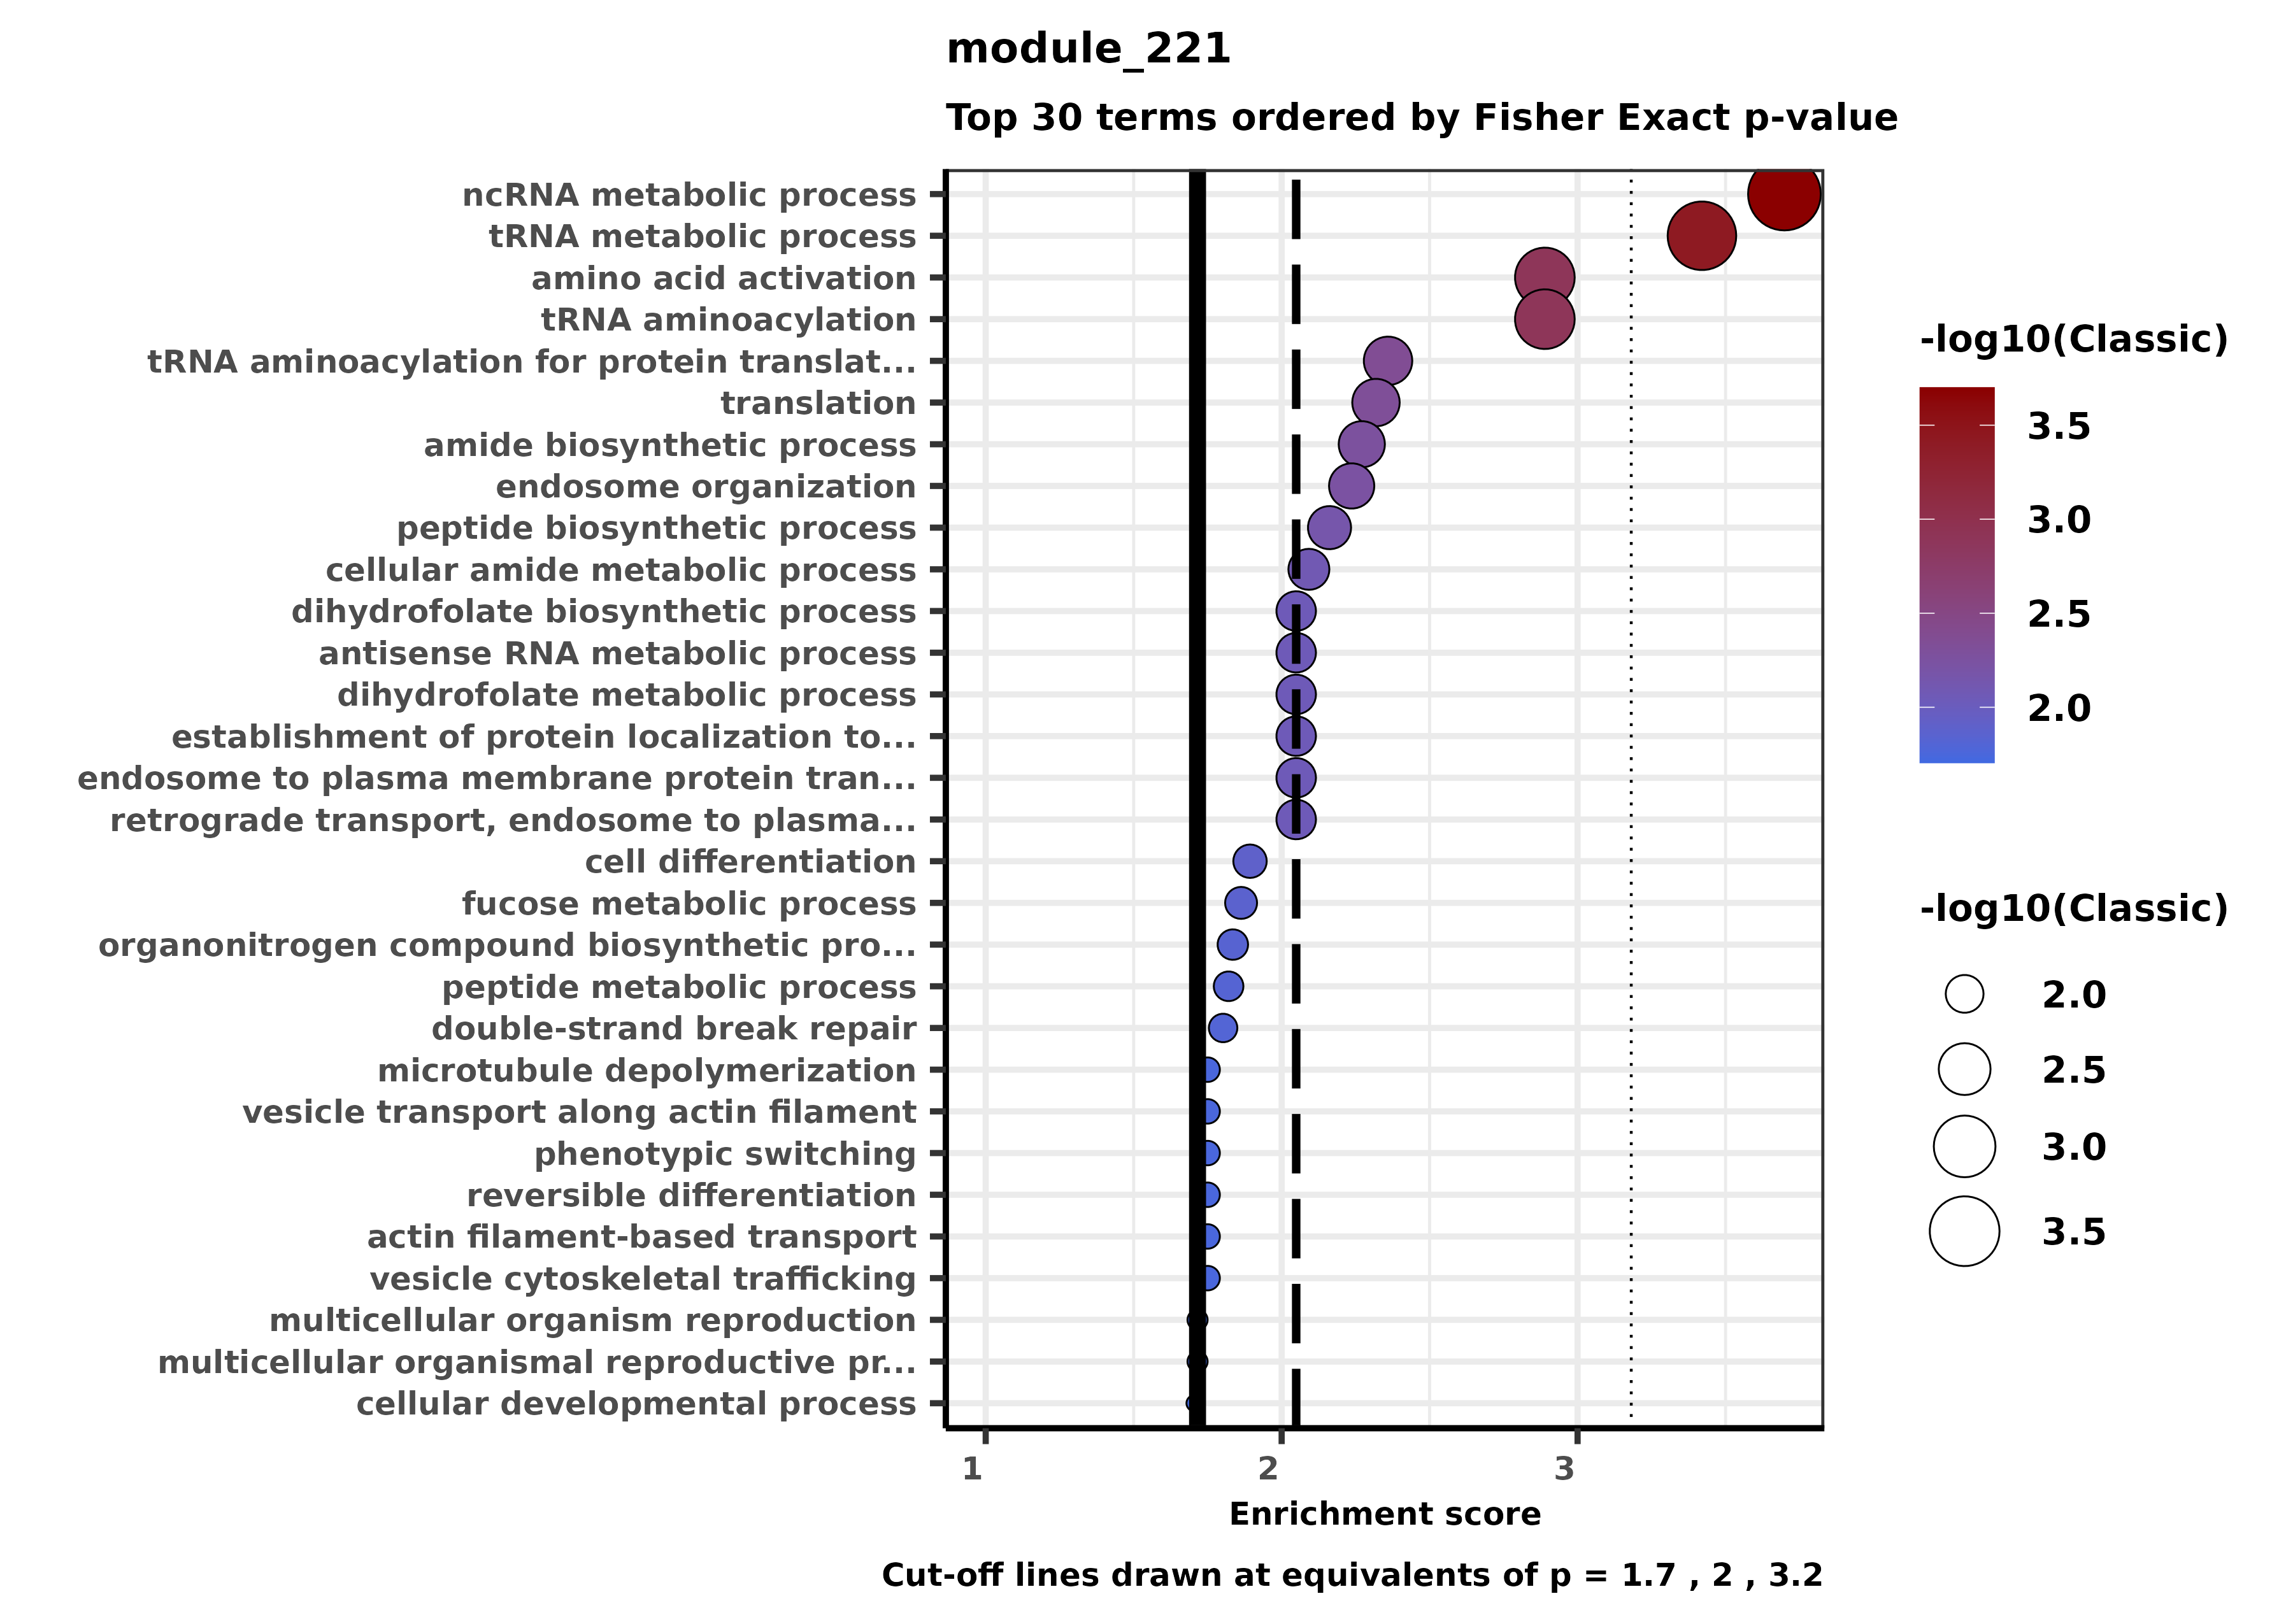 module_221
Top 30 terms ordered by Fisher Exact p-value
ncRNA metabolic process
tRNA metabolic process
amino acid activation
tRNA aminoacylation
tRNA aminoacylation for protein translat...
translation
amide biosynthetic process
endosome organization
peptide biosynthetic process
cellular amide metabolic process
dihydrofolate biosynthetic process
antisense RNA metabolic process
dihydrofolate metabolic process
establishment of protein localization to...
endosome to plasma membrane protein tran...
retrograde transport, endosome to plasma...
cell differentiation
fucose metabolic process
organonitrogen compound biosynthetic pro...
peptide metabolic process
double-strand break repair
microtubule depolymerization
vesicle transport along actin filament
phenotypic switching
reversible differentiation
actin filament-based transport
vesicle cytoskeletal trafficking
multicellular organism reproduction
multicellular organismal reproductive pr...
cellular developmental process
1 2 3
Enrichment score
Cut-off lines drawn at equivalents of p = 1.7 , 2 , 3.2
-log10(Classic)
3.5
3.0
2.5
2.0
-log10(Classic)
2.0
2.5
3.0
3.5